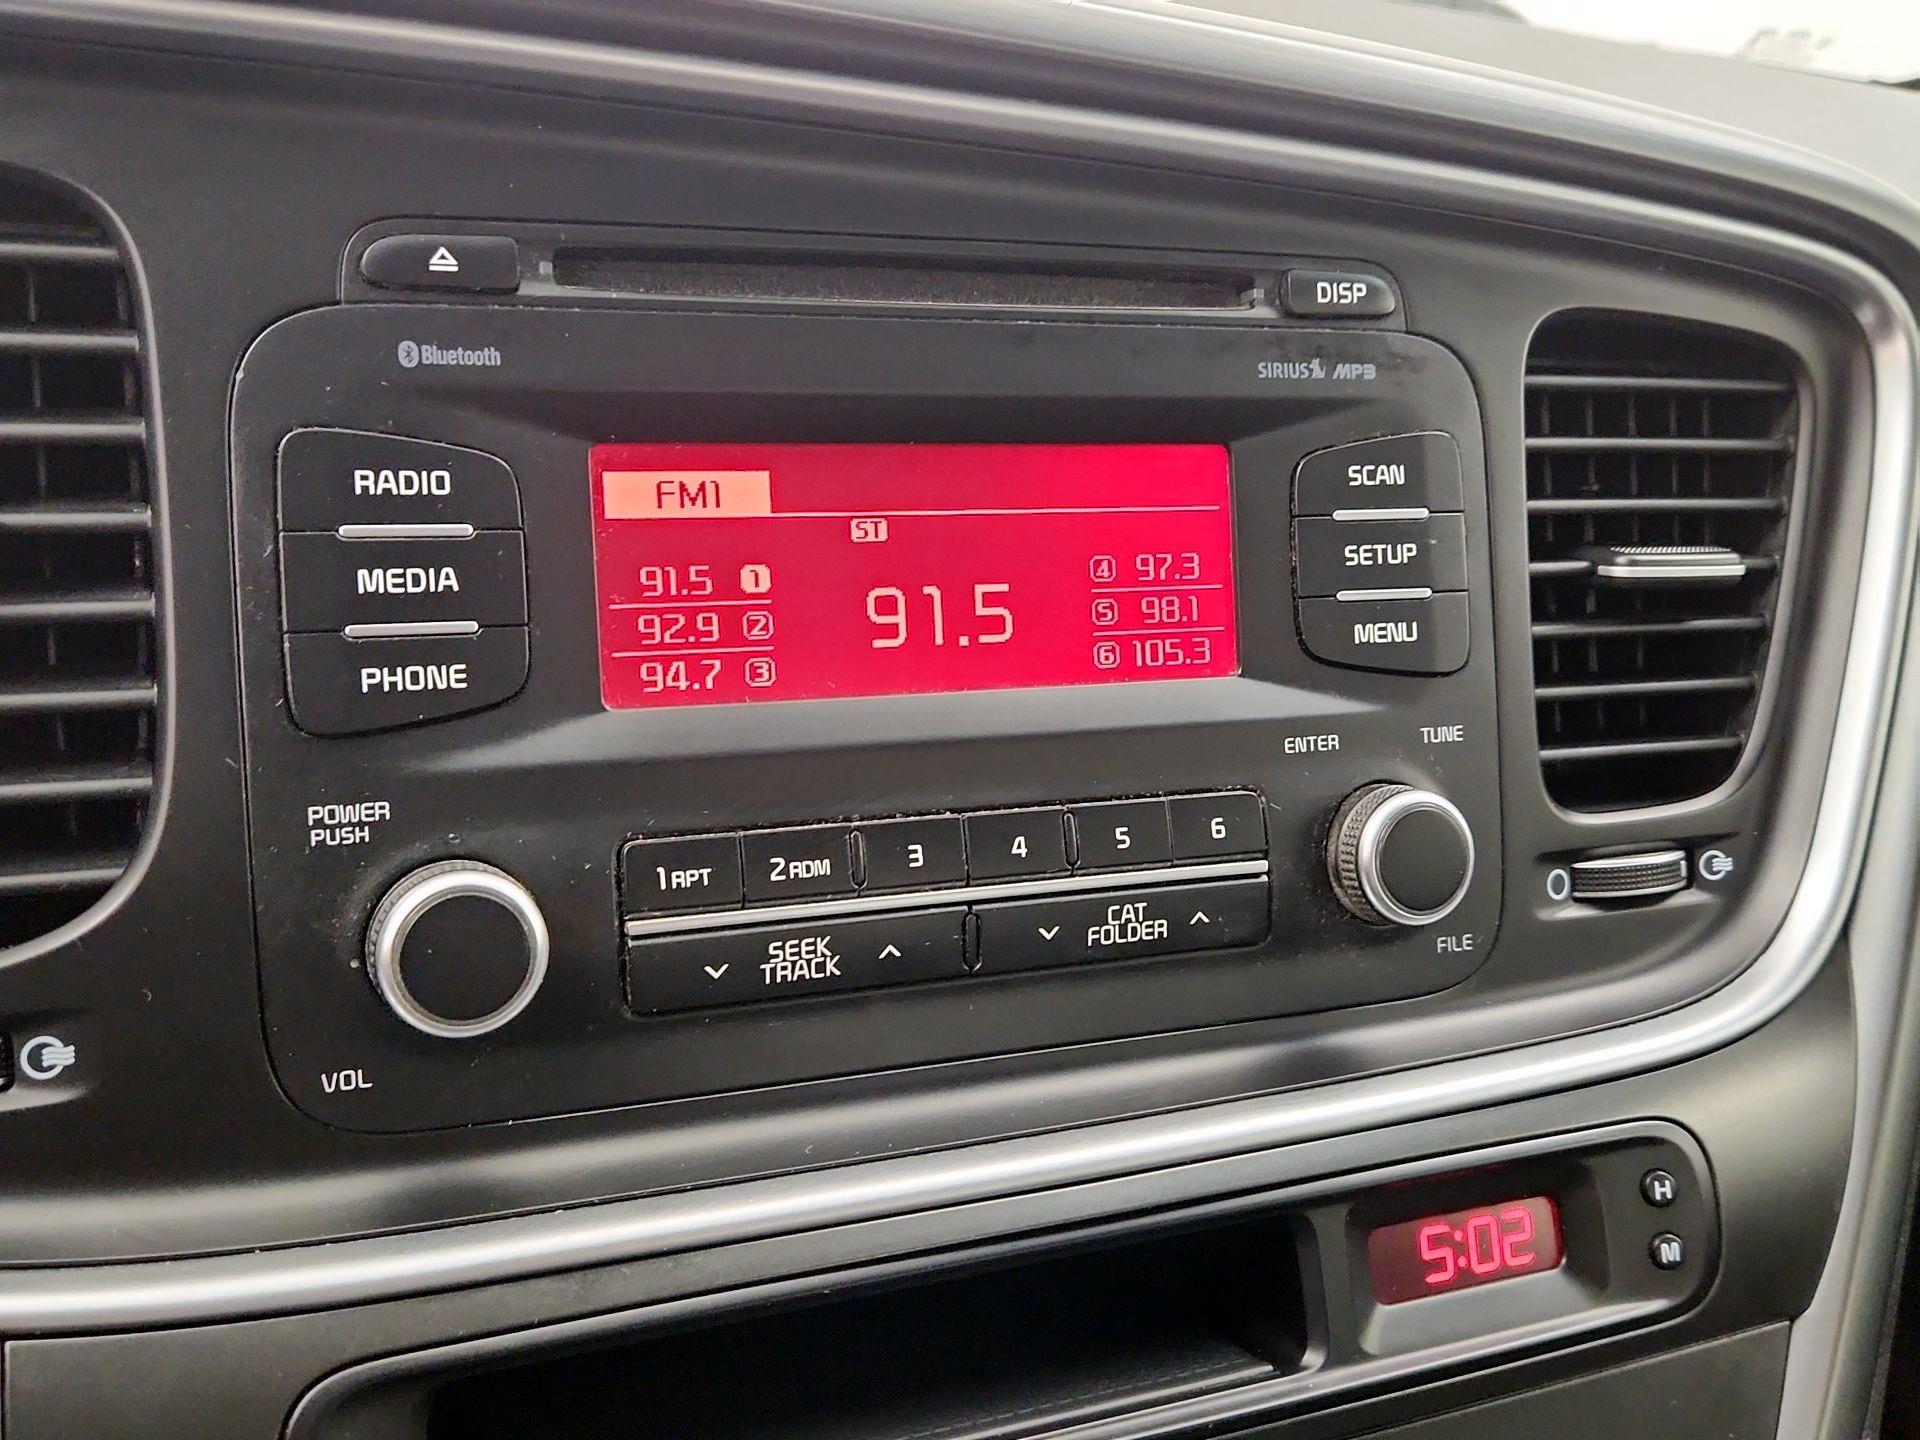 DISP
Bluetooth
SIRIUS MP3
RADIO
MEDIA
PHONE
FM1
ST
91.5 1
92.9 2
94.7 3
91.5
4 97.3
5 98.1
6 105.3
SCAN
SETUP
MENU
POWER
PUSH
VOL
1 RPT
2 RDM
3
4
5
6
SEEK
TRACK
CAT
FOLDER
ENTER
TUNE
FILE
5:02
H
M